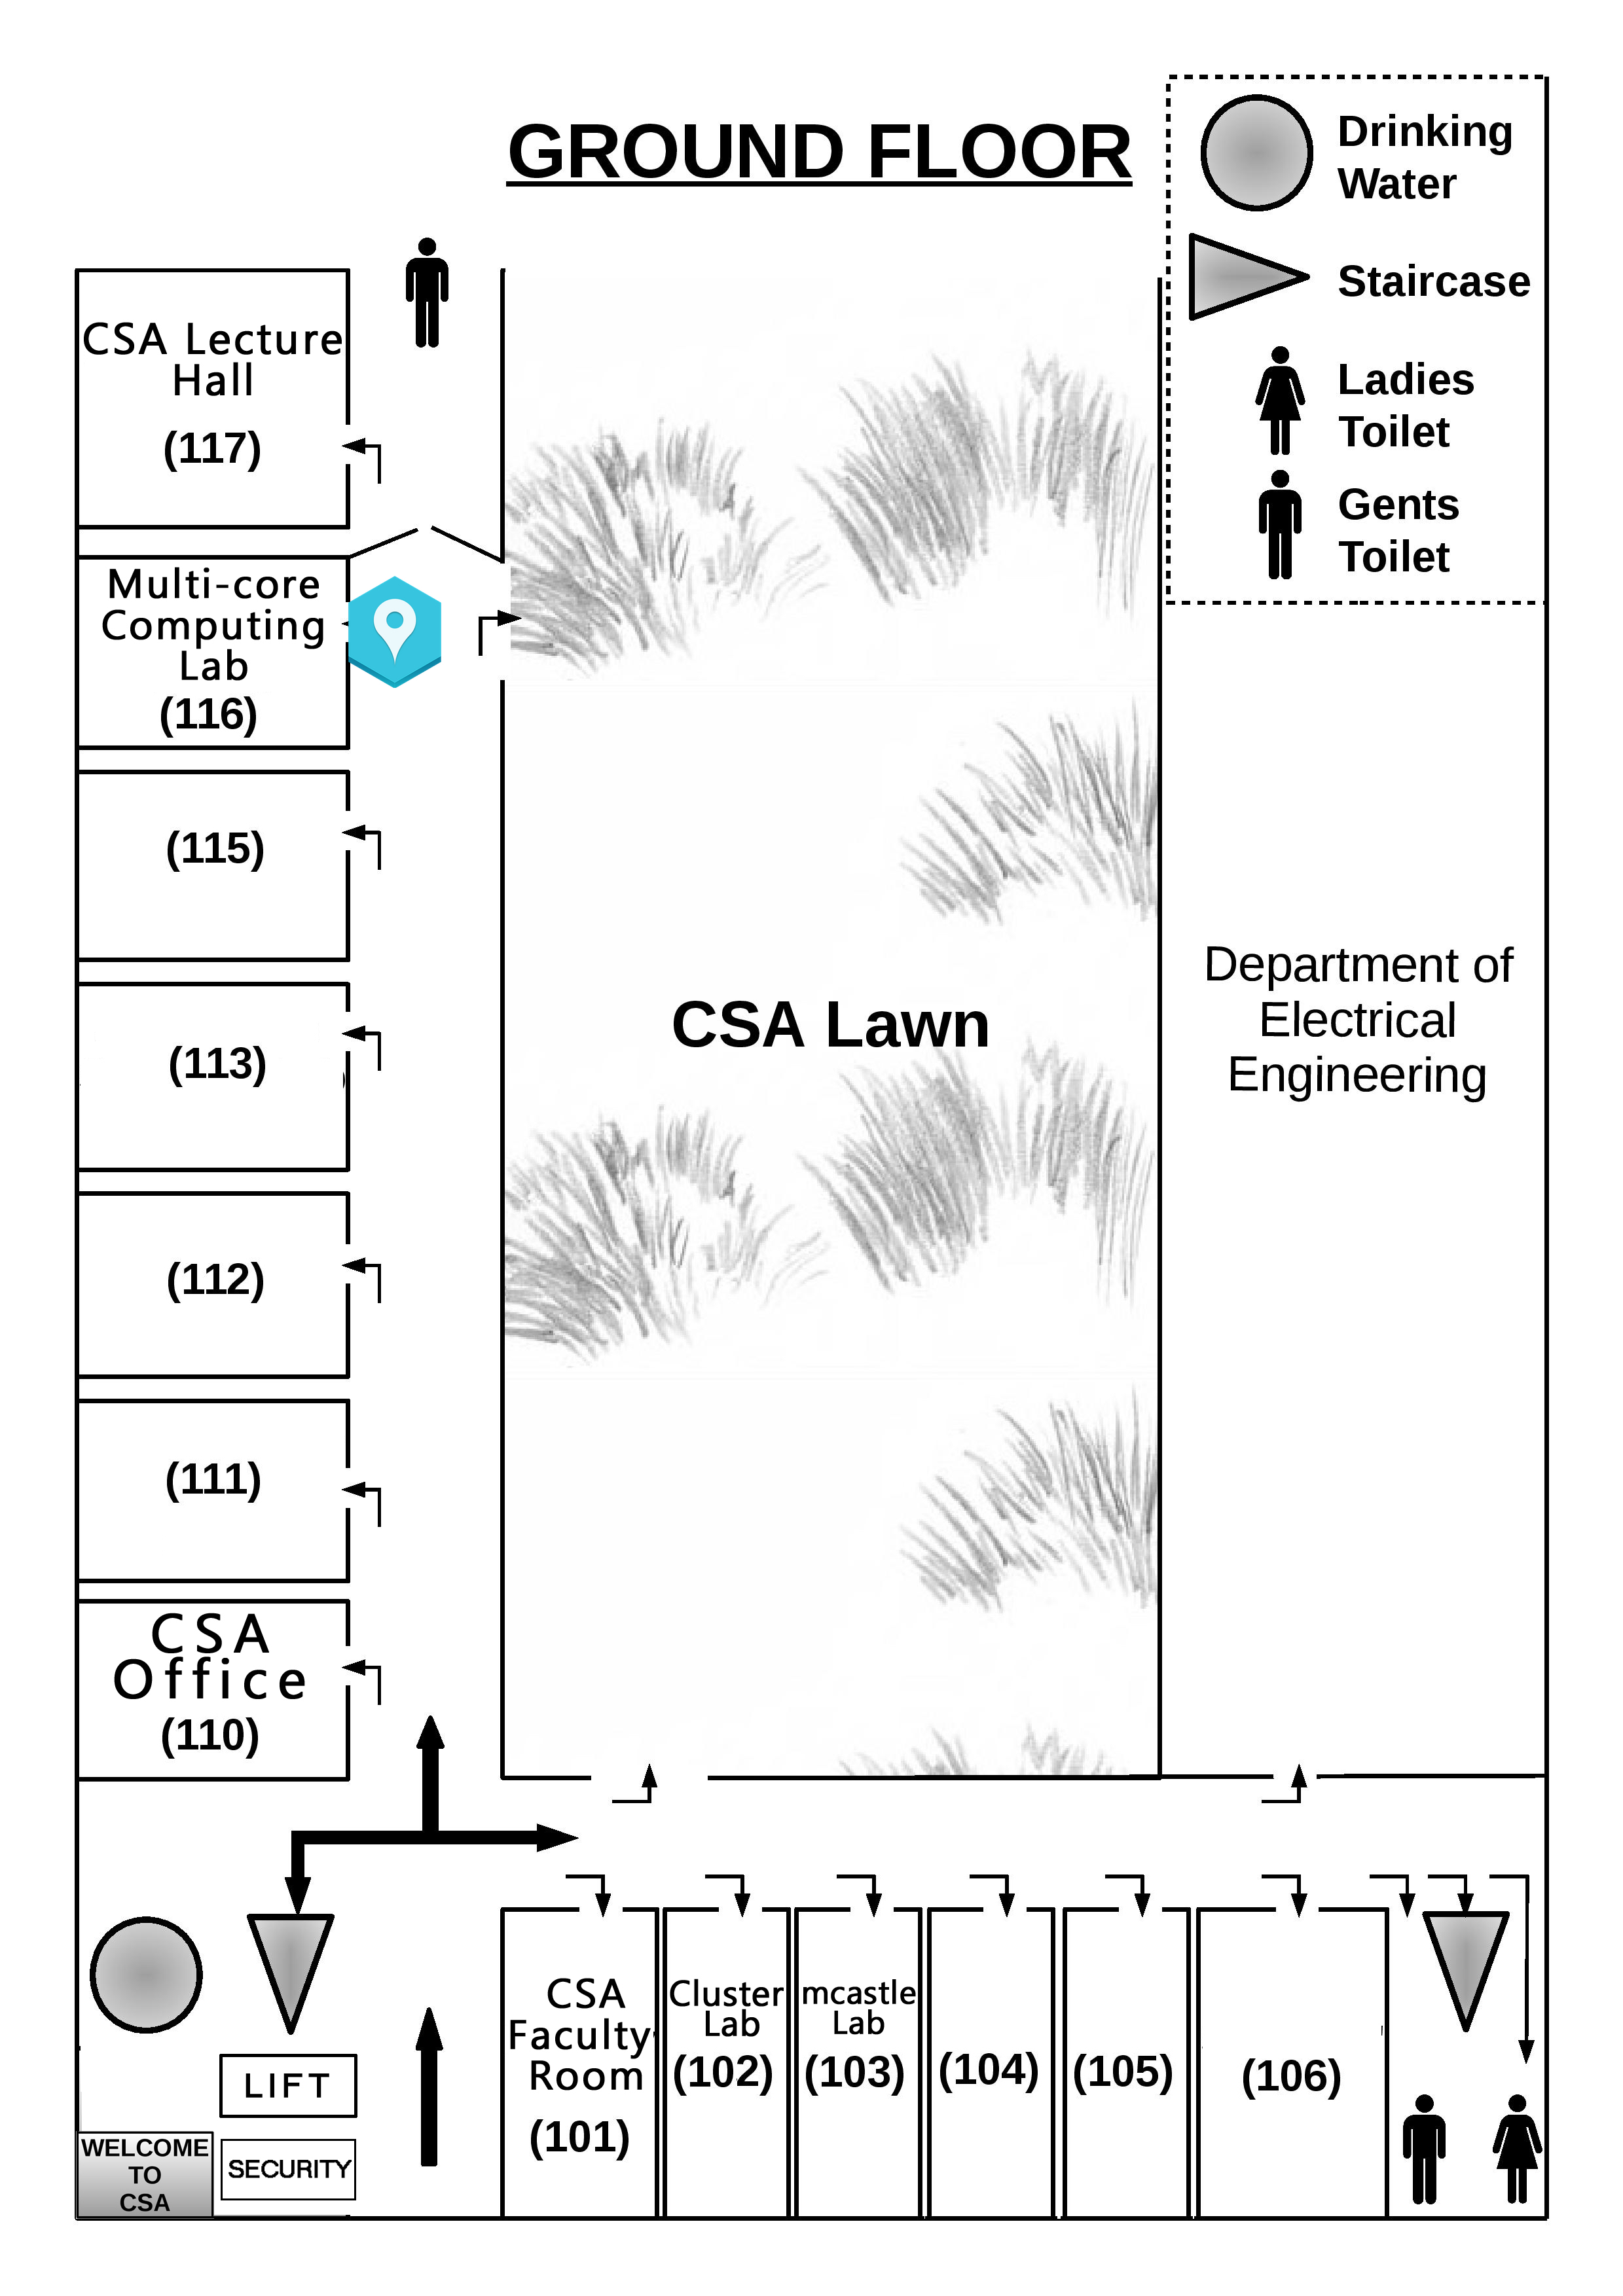 GROUND FLOOR
Drinking
Water
Staircase
Ladies
Toilet
Gents
Toilet
CSA Lecture
Hall
(117)
Multi-core
Computing
Lab
(116)
(115)
(113)
(112)
(111)
CSA
Office
(110)
CSA Lawn
Department of
Electrical
Engineering
LIFT
SECURITY
WELCOME
TO
CSA
CSA
Faculty
Room
(101)
Cluster
Lab
(102)
mcastle
Lab
(103)
(104)
(105)
(106)